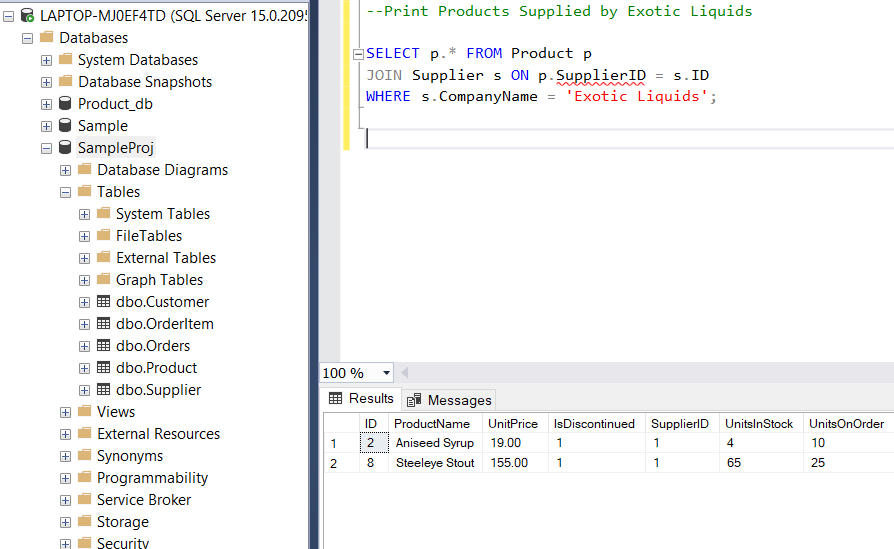 LAPTOP-MJ0EF4TD (SQL Server 15.0.209
Databases
System Databases
Database Snapshots
Product_db
Sample
SampleProj
Database Diagrams
Tables
System Tables
FileTables
External Tables
Graph Tables
dbo.Customer
dbo.OrderItem
dbo.Orders
dbo.Product
dbo.Supplier
Views
External Resources
Synonyms
Programmability
Service Broker
Storage
Security
--Print Products Supplied by Exotic Liquids
SELECT p.* FROM Product p
JOIN Supplier s ON p.SupplierID = s.ID
WHERE s.CompanyName = 'Exotic Liquids';
100 %
Results Messages
ID ProductName UnitPrice IsDiscontinued SupplierID UnitsInStock UnitsOnOrder
1 2 Aniseed Syrup 19.00 1 1 4 10
2 8 Steeleye Stout 155.00 1 1 65 25